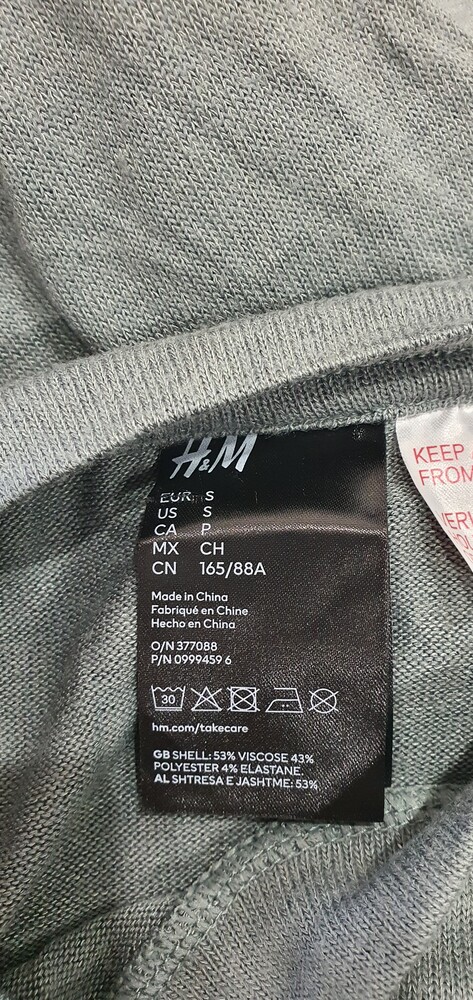 H&M
EUR S
US S
CA P
MX CH
CN 165/88A
Made in China
Fabriqué en Chine
Hecho en China
O/N 377088
P/N 0999459 6
30
hm.com/takecare
GB SHELL: 53% VISCOSE 43%
POLYESTER 4% ELASTANE.
AL SHTRESA E JASHTME: 53%
KEEP
FROM